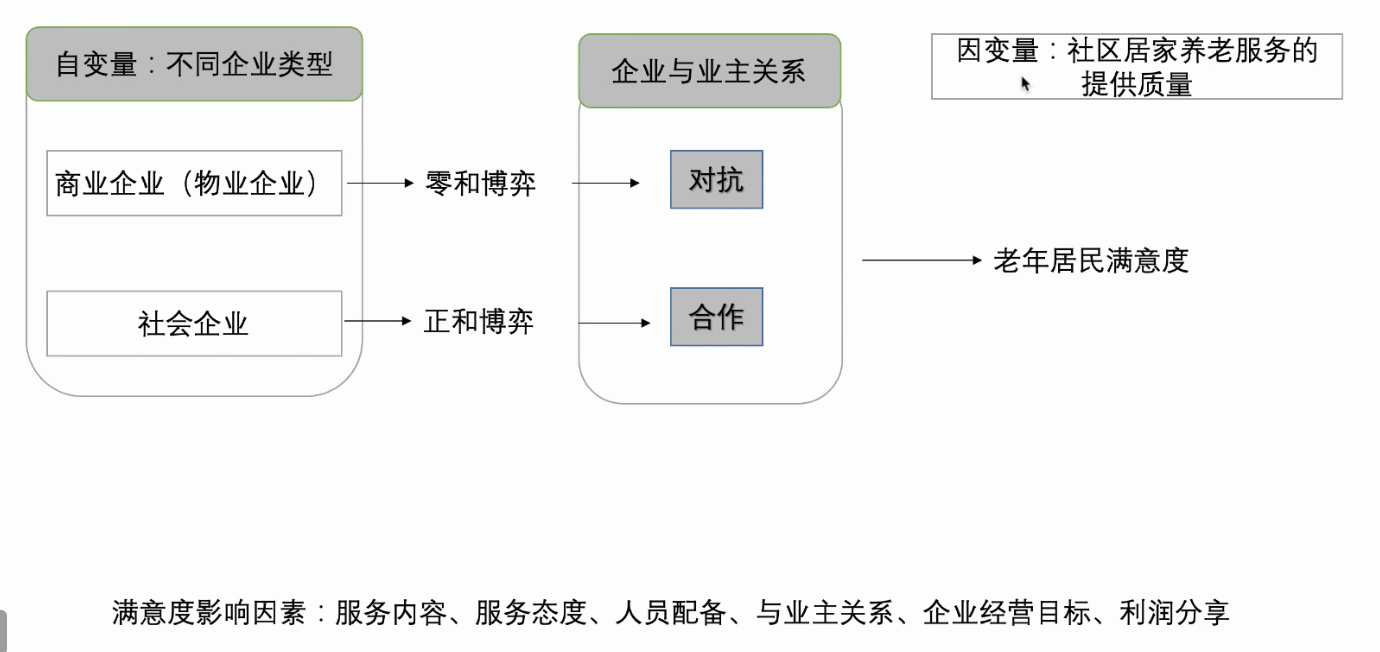 自变量：不同企业类型
企业与业主关系
因变量：社区居家养老服务的
提供质量
商业企业（物业企业）
零和博弈
对抗
老年居民满意度
社会企业
正和博弈
合作
满意度影响因素：服务内容、服务态度、人员配备、与业主关系、企业经营目标、利润分享